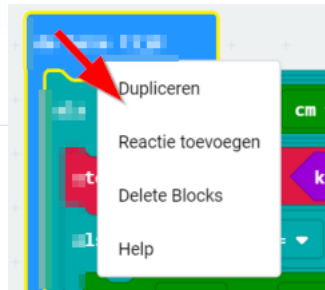 Dupliceren
cm
Reactie toevoegen
k
Delete Blocks
Help